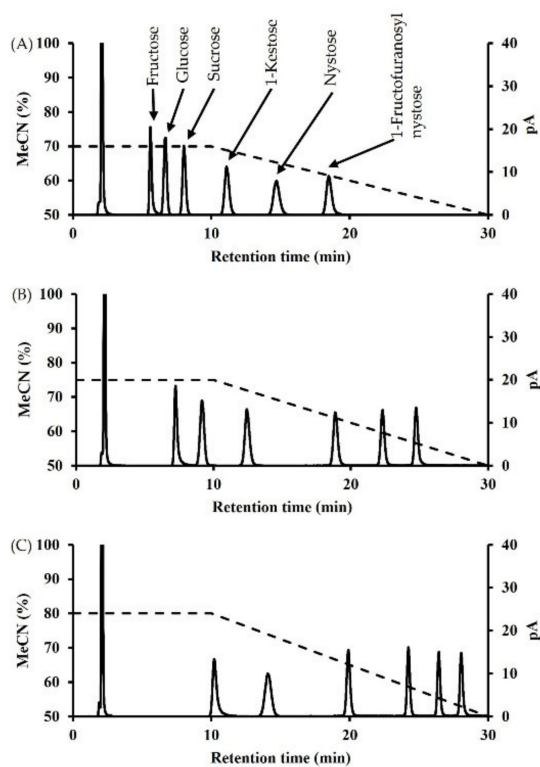 (A)
Fructose
Glucose
Sucrose
1-Kestose
Nystose
1-Fructofuranosyl
nystose
MeCN (%)
100
90
80
70
60
50
pA
40
30
20
10
0
0
10
20
30
Retention time (min)
(B)
MeCN (%)
100
90
80
70
60
50
pA
40
30
20
10
0
0
10
20
30
Retention time (min)
(C)
MeCN (%)
100
90
80
70
60
50
pA
40
30
20
10
0
0
10
20
30
Retention time (min)